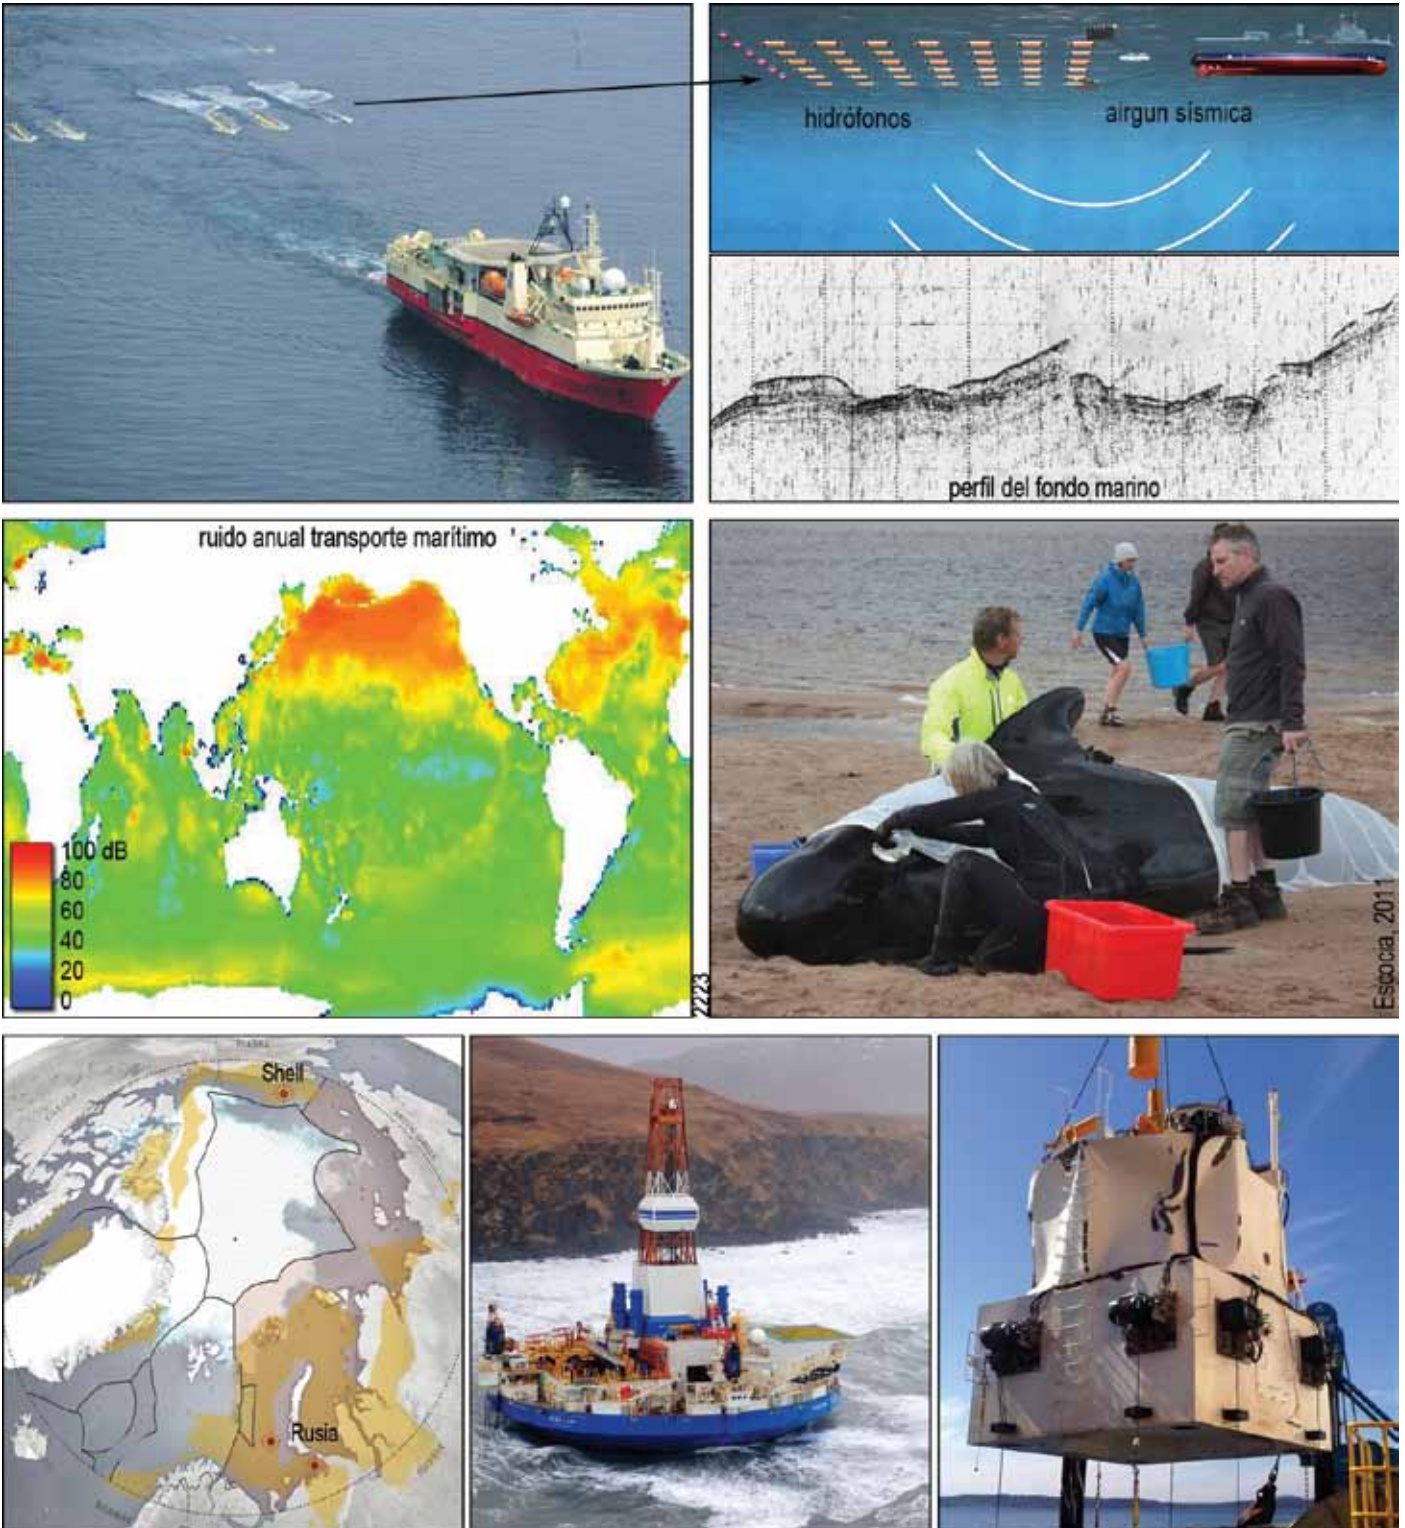 hidrófonos
airgun sísmica
perfil del fondo marino
ruido anual transporte marítimo
100 dB
80
60
40
20
0
2223
Escocia, 2011
Shell
Rusia